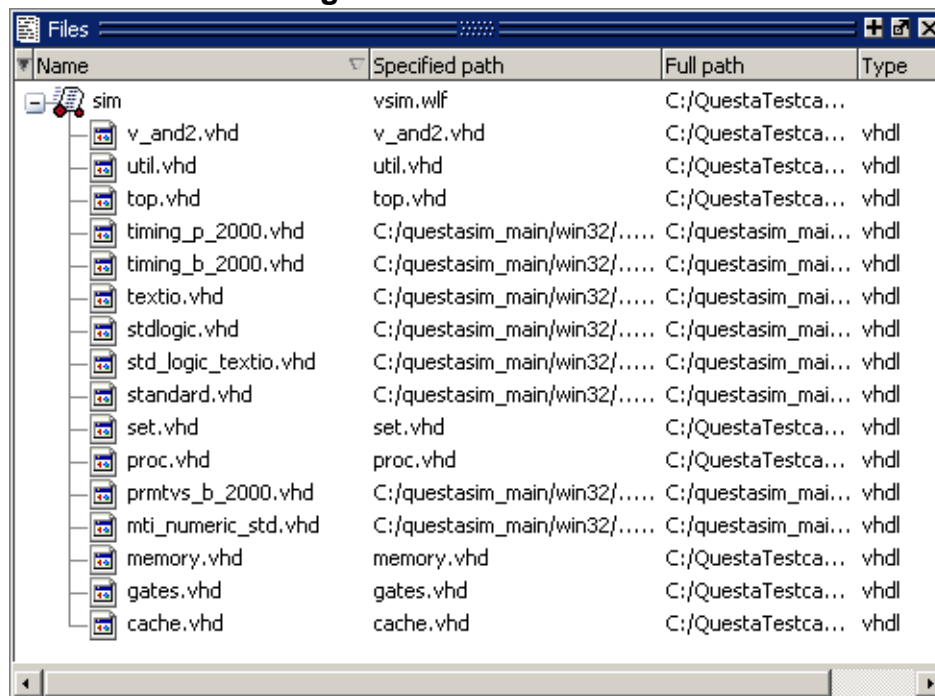 Files
Name Specified path Full path Type
sim vsim.wlf C:/QuestaTestca...
v_and2.vhd v_and2.vhd C:/QuestaTestca... vhdl
util.vhd util.vhd C:/QuestaTestca... vhdl
top.vhd top.vhd C:/QuestaTestca... vhdl
timing_p_2000.vhd C:/questasim_main/win32/..... C:/questasim_mai... vhdl
timing_b_2000.vhd C:/questasim_main/win32/..... C:/questasim_mai... vhdl
textio.vhd C:/questasim_main/win32/..... C:/questasim_mai... vhdl
stdlogic.vhd C:/questasim_main/win32/..... C:/questasim_mai... vhdl
std_logic_textio.vhd C:/questasim_main/win32/..... C:/questasim_mai... vhdl
standard.vhd C:/questasim_main/win32/..... C:/questasim_mai... vhdl
set.vhd set.vhd C:/QuestaTestca... vhdl
proc.vhd proc.vhd C:/QuestaTestca... vhdl
prmtvs_b_2000.vhd C:/questasim_main/win32/..... C:/questasim_mai... vhdl
mti_numeric_std.vhd C:/questasim_main/win32/..... C:/questasim_mai... vhdl
memory.vhd memory.vhd C:/QuestaTestca... vhdl
gates.vhd gates.vhd C:/QuestaTestca... vhdl
cache.vhd cache.vhd C:/QuestaTestca... vhdl